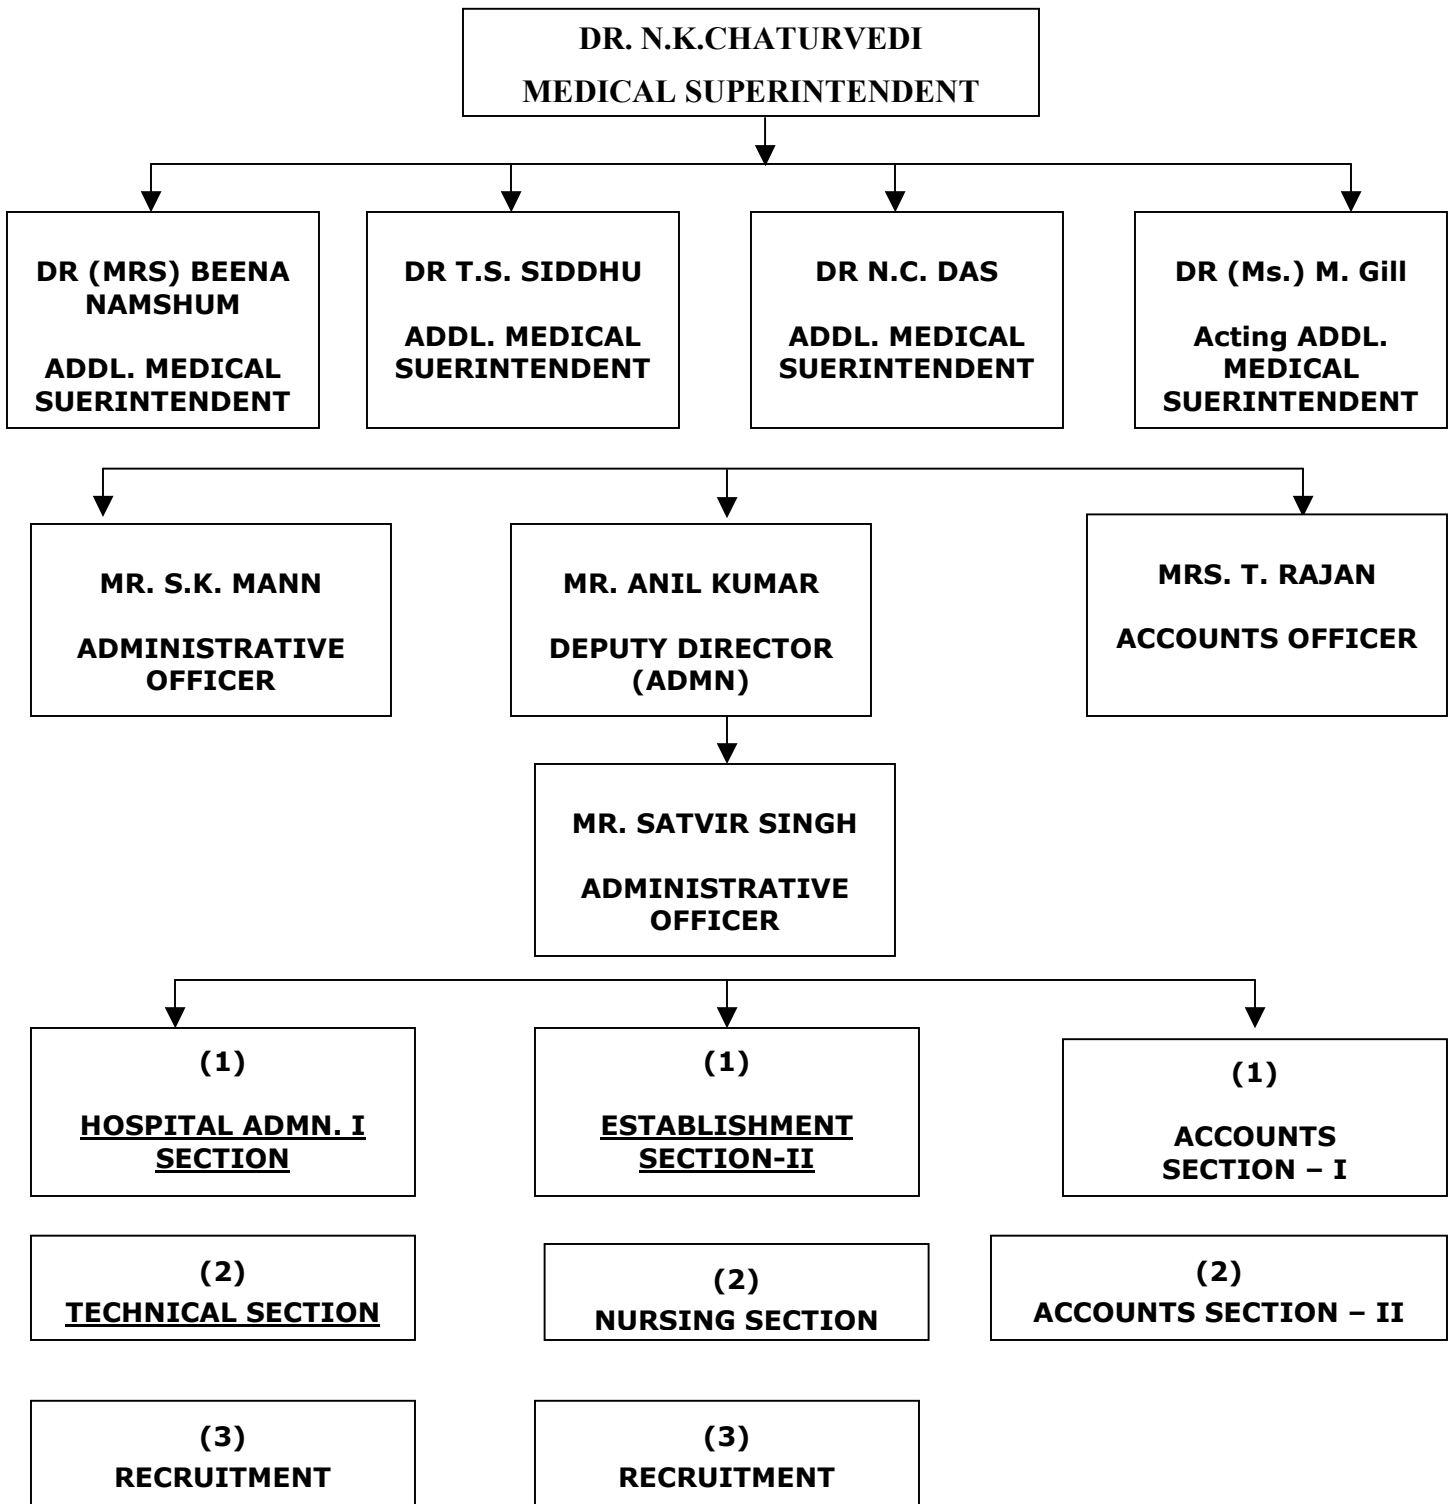 DR. N.K.CHATURVEDI
MEDICAL SUPERINTENDENT
DR (MRS) BEENA
NAMSHUM
ADDL. MEDICAL
SUERINTENDENT
DR T.S. SIDDHU
ADDL. MEDICAL
SUERINTENDENT
DR N.C. DAS
ADDL. MEDICAL
SUERINTENDENT
DR (Ms.) M. Gill
Acting ADDL.
MEDICAL
SUERINTENDENT
MR. S.K. MANN
ADMINISTRATIVE
OFFICER
MR. ANIL KUMAR
DEPUTY DIRECTOR
(ADMN)
MRS. T. RAJAN
ACCOUNTS OFFICER
MR. SATVIR SINGH
ADMINISTRATIVE
OFFICER
(1)
HOSPITAL ADMN. I
SECTION
(1)
ESTABLISHMENT
SECTION-II
(1)
ACCOUNTS
SECTION – I
(2)
TECHNICAL SECTION
(2)
NURSING SECTION
(2)
ACCOUNTS SECTION – II
(3)
RECRUITMENT
(3)
RECRUITMENT